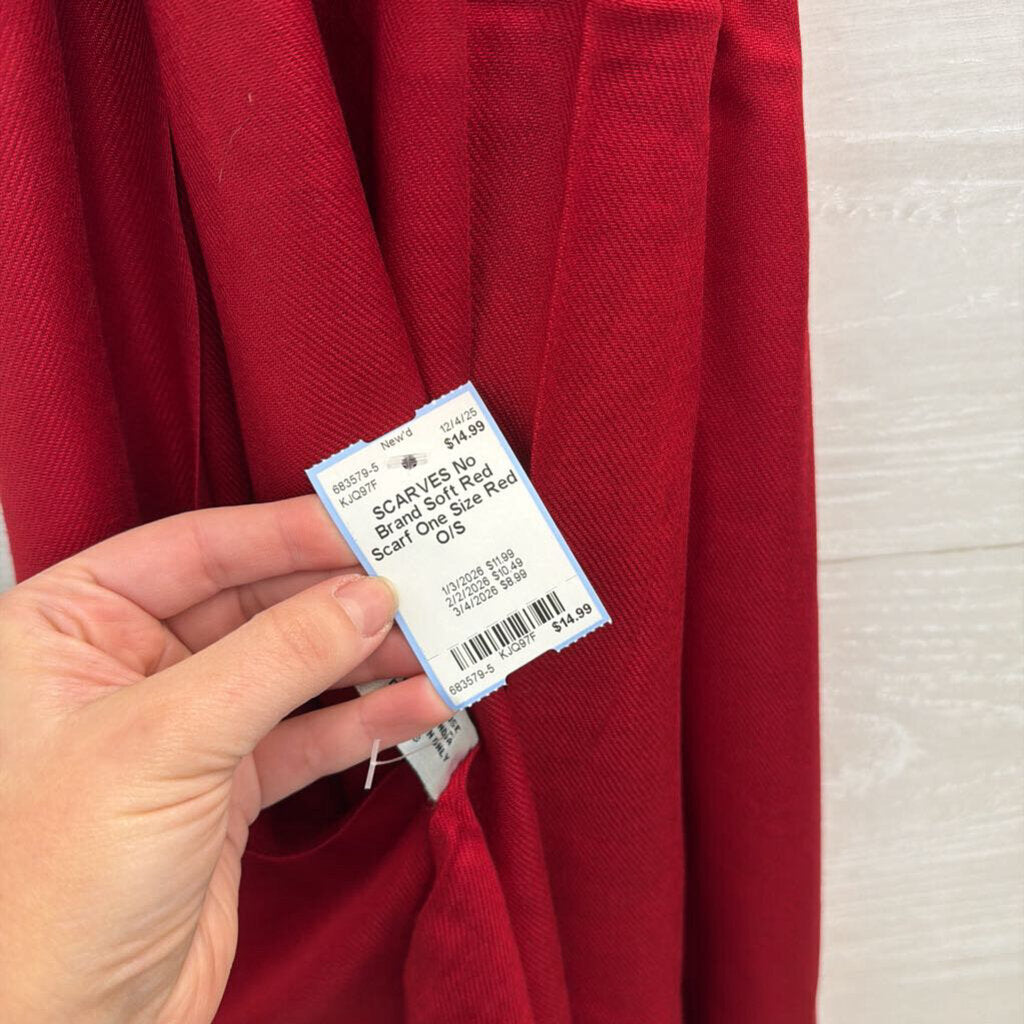 New'd
12/4/25
683579-5
$14.99
KJQ97F
SCARVES No
Brand Soft Red
Scarf One Size Red
O/S
1/3/2026 $11.99
2/2/2026 $10.49
3/4/2026 $8.99
683579-5 KJQ97F $14.99